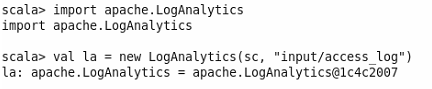 scala> import apache.LogAnalytics
import apache.LogAnalytics
scala> val la = new LogAnalytics(sc, "input/access_log")
la: apache.LogAnalytics = apache.LogAnalytics@1c4c2007